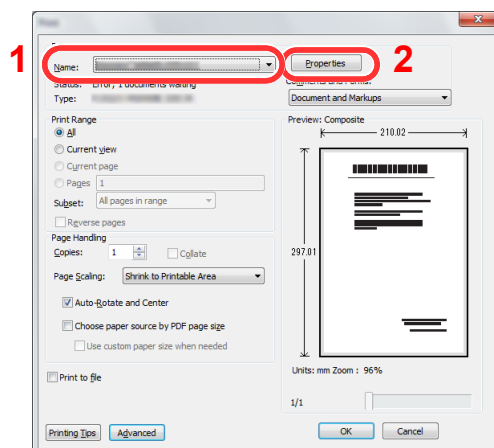 Print
1
2
Name:
Properties
Status: Error; 1 documents waiting
Comments and Forms:
Type:
Document and Markups
Print Range
All
Current view
Current page
Pages 1
Subset: All pages in range
Reverse pages
Page Handling
Copies: 1 Collate
Page Scaling: Shrink to Printable Area
Auto-Rotate and Center
Choose paper source by PDF page size
Use custom paper size when needed
Print to file
Preview: Composite
210.02
297.01
Units: mm Zoom : 96%
1/1
Printing Tips Advanced
OK Cancel